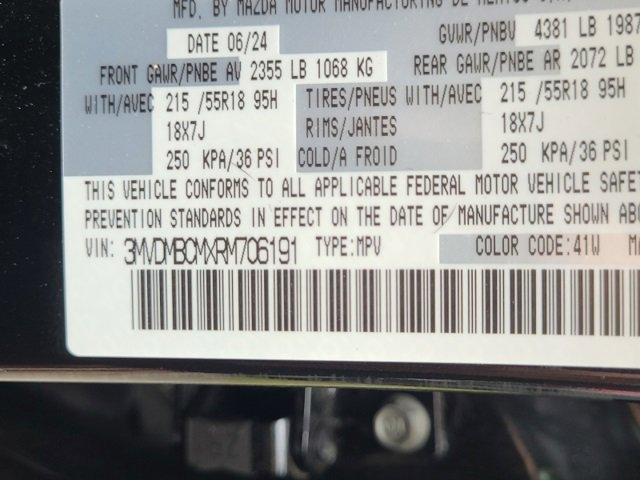 MFD. BY MAZDA MOTOR MANUFACTURING DE MEXICO
DATE 06/24 GVWR/PNBV 4381 LB 1987
FRONT GAWR/PNBE AV 2355 LB 1068 KG REAR GAWR/PNBE AR 2072 LB
WITH/AVEC 215 /55R18 95H TIRES/PNEUS WITH/AVEC 215 /55R18 95H
18X7J RIMS/JANTES 18X7J
250 KPA/36 PSI COLD/A FROID 250 KPA/36 PSI
THIS VEHICLE CONFORMS TO ALL APPLICABLE FEDERAL MOTOR VEHICLE SAFET
PREVENTION STANDARDS IN EFFECT ON THE DATE OF MANUFACTURE SHOWN ABO
VIN: 3MVDMBCMXRM706191 TYPE:MPV COLOR CODE:41W M